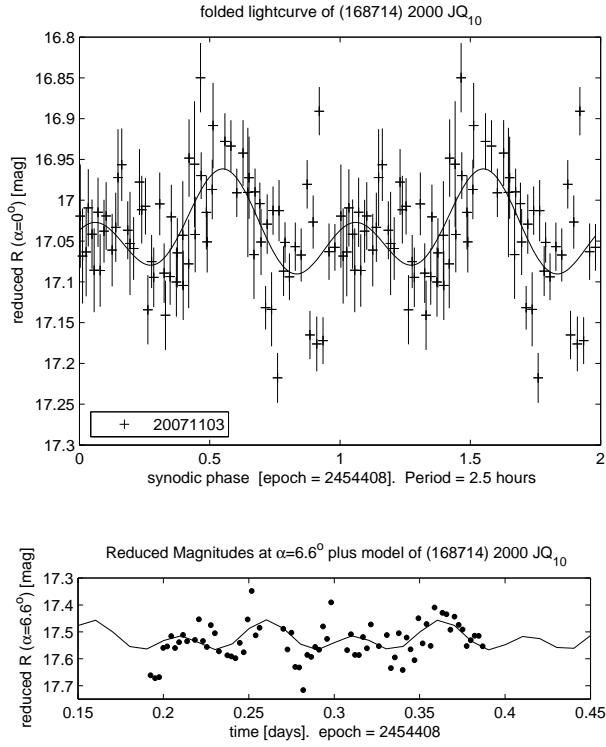 folded lightcurve of (168714) 2000 JQ10
16.8
16.85
16.9
16.95
17
17.05
17.1
17.15
17.2
17.25
17.3
reduced R (α=0°) [mag]
20071103
0 0.5 1 1.5 2
synodic phase [epoch = 2454408]. Period = 2.5 hours
Reduced Magnitudes at α=6.6° plus model of (168714) 2000 JQ10
17.3
17.4
17.5
17.6
17.7
reduced R (α=6.6°) [mag]
0.15 0.2 0.25 0.3 0.35 0.4 0.45
time [days]. epoch = 2454408